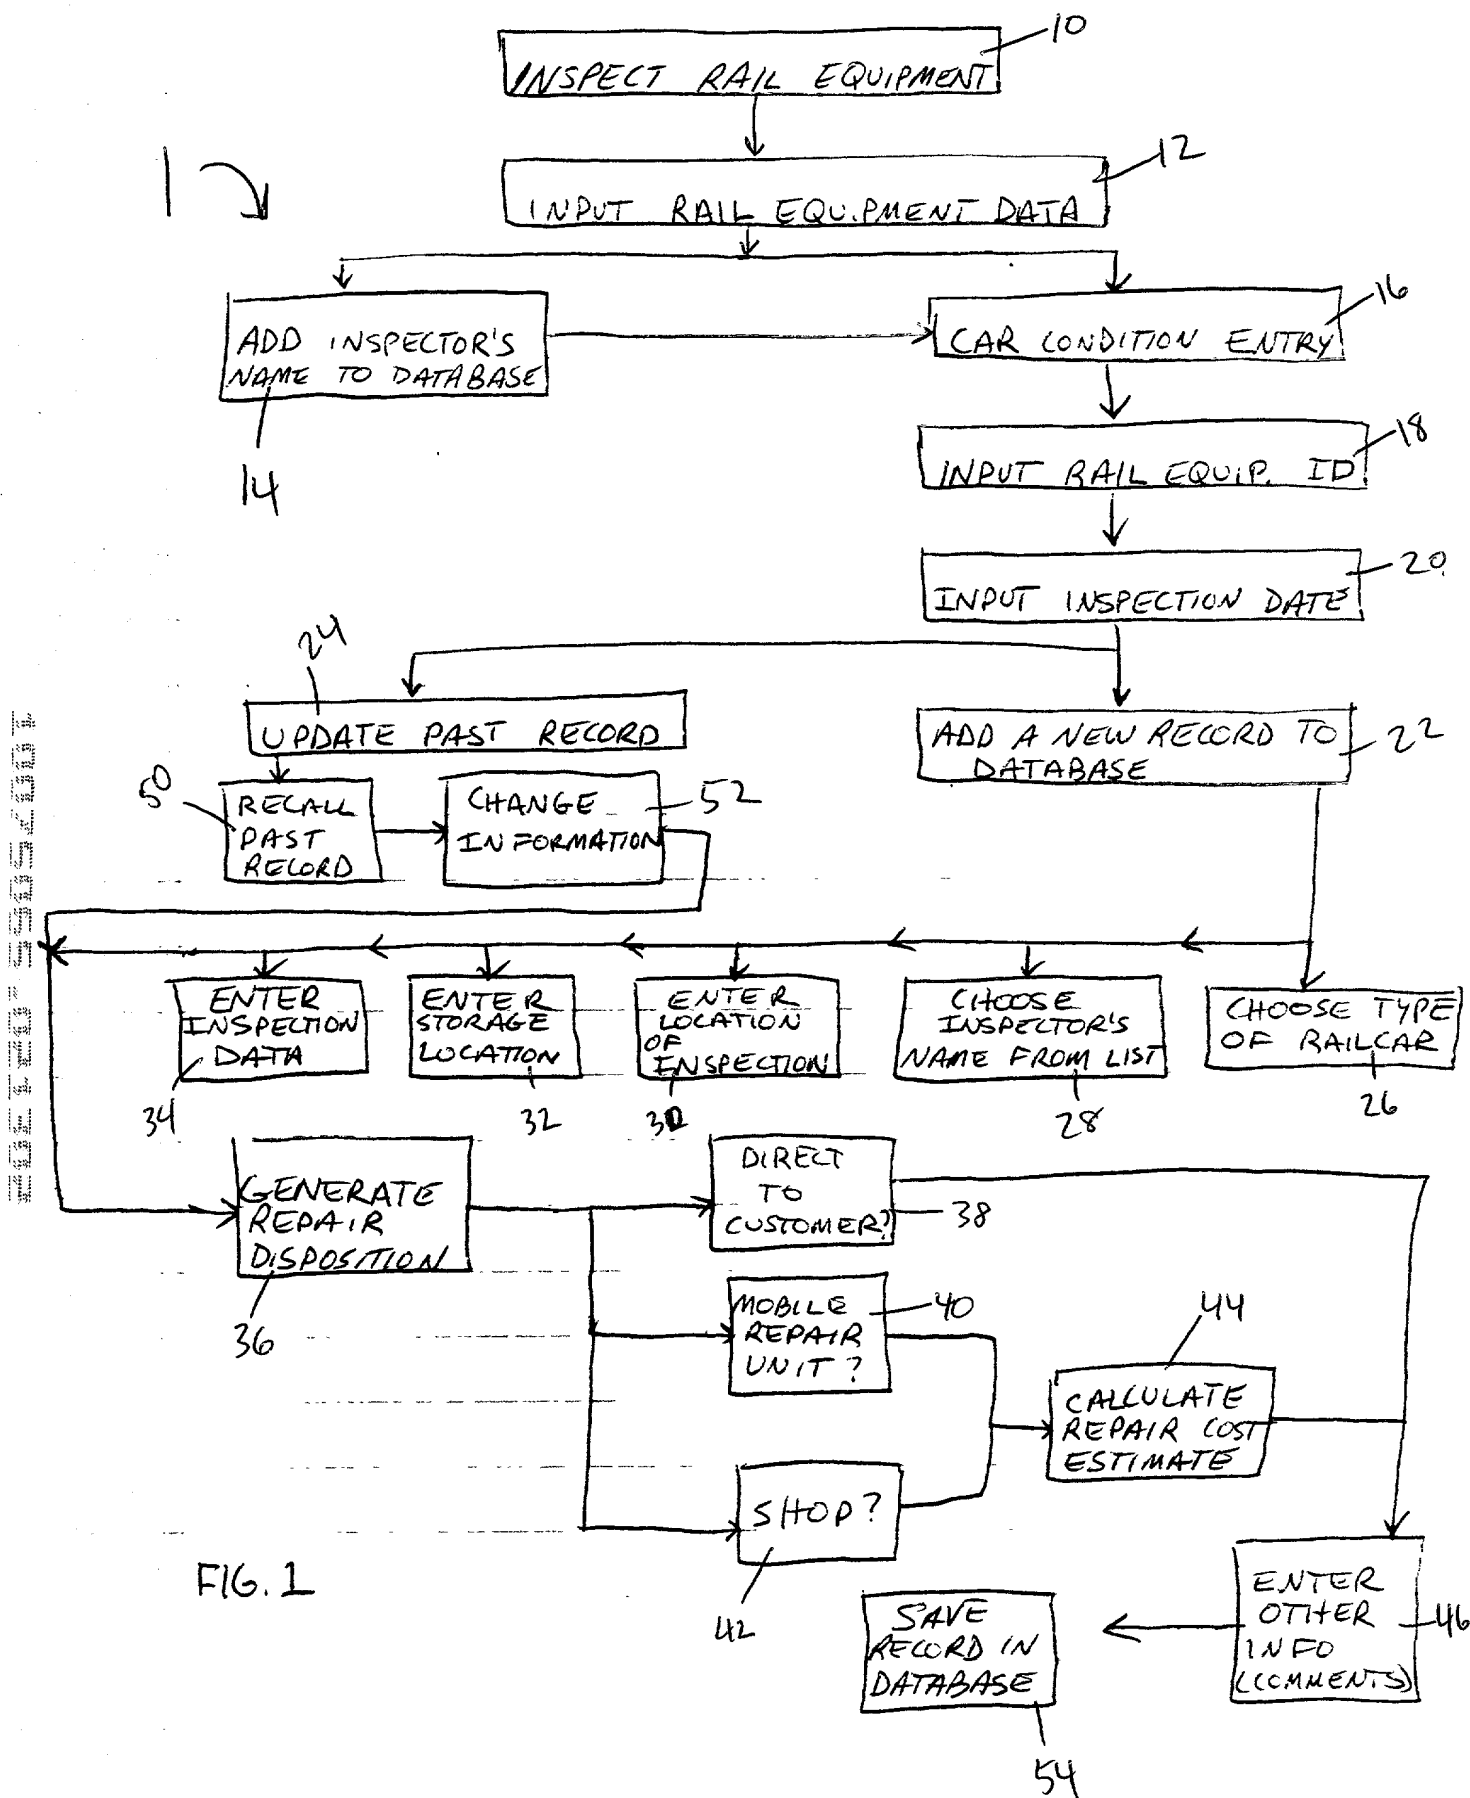 10
INSPECT RAIL EQUIPMENT
12
1
INPUT RAIL EQUIPMENT DATA
16
ADD INSPECTOR'S
NAME TO DATABASE
CAR CONDITION ENTRY
14
18
INPUT RAIL EQUIP. ID
20
INPUT INSPECTION DATE
24
UPDATE PAST RECORD
ADD A NEW RECORD TO
DATABASE
22
50
RECALL
PAST
RECORD
CHANGE
INFORMATION
52
ENTER
INSPECTION
DATA
ENTER
STORAGE
LOCATION
ENTER
LOCATION
OF
INSPECTION
CHOOSE
INSPECTOR'S
NAME FROM LIST
CHOOSE TYPE
OF RAILCAR
34
32
30
28
26
GENERATE
REPAIR
DISPOSITION
36
DIRECT
TO
CUSTOMER?
38
MOBILE
REPAIR
UNIT?
40
44
CALCULATE
REPAIR COST
ESTIMATE
SHOP?
42
FIG. 1
ENTER
OTHER
INFO
(COMMENTS)
46
SAVE
RECORD IN
DATABASE
54